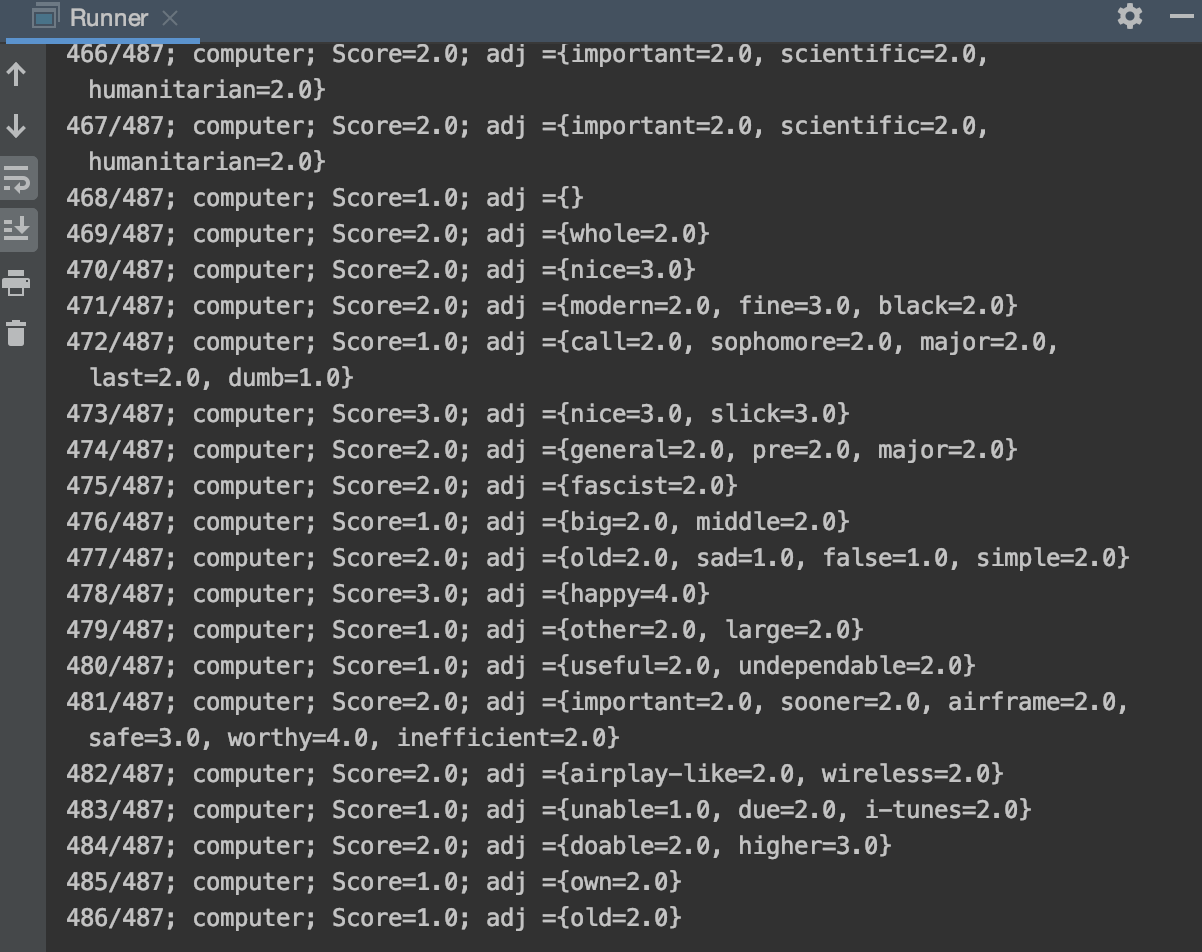 Runner
466/487; computer; Score=2.0; adj ={important=2.0, scientific=2.0,
humanitarian=2.0}
467/487; computer; Score=2.0; adj ={important=2.0, scientific=2.0,
humanitarian=2.0}
468/487; computer; Score=1.0; adj ={}
469/487; computer; Score=2.0; adj ={whole=2.0}
470/487; computer; Score=2.0; adj ={nice=3.0}
471/487; computer; Score=2.0; adj ={modern=2.0, fine=3.0, black=2.0}
472/487; computer; Score=1.0; adj ={call=2.0, sophomore=2.0, major=2.0,
last=2.0, dumb=1.0}
473/487; computer; Score=3.0; adj ={nice=3.0, slick=3.0}
474/487; computer; Score=2.0; adj ={general=2.0, pre=2.0, major=2.0}
475/487; computer; Score=2.0; adj ={fascist=2.0}
476/487; computer; Score=1.0; adj ={big=2.0, middle=2.0}
477/487; computer; Score=2.0; adj ={old=2.0, sad=1.0, false=1.0, simple=2.0}
478/487; computer; Score=3.0; adj ={happy=4.0}
479/487; computer; Score=1.0; adj ={other=2.0, large=2.0}
480/487; computer; Score=1.0; adj ={useful=2.0, undependable=2.0}
481/487; computer; Score=2.0; adj ={important=2.0, sooner=2.0, airframe=2.0,
safe=3.0, worthy=4.0, inefficient=2.0}
482/487; computer; Score=2.0; adj ={airplay-like=2.0, wireless=2.0}
483/487; computer; Score=1.0; adj ={unable=1.0, due=2.0, i-tunes=2.0}
484/487; computer; Score=2.0; adj ={doable=2.0, higher=3.0}
485/487; computer; Score=1.0; adj ={own=2.0}
486/487; computer; Score=1.0; adj ={old=2.0}